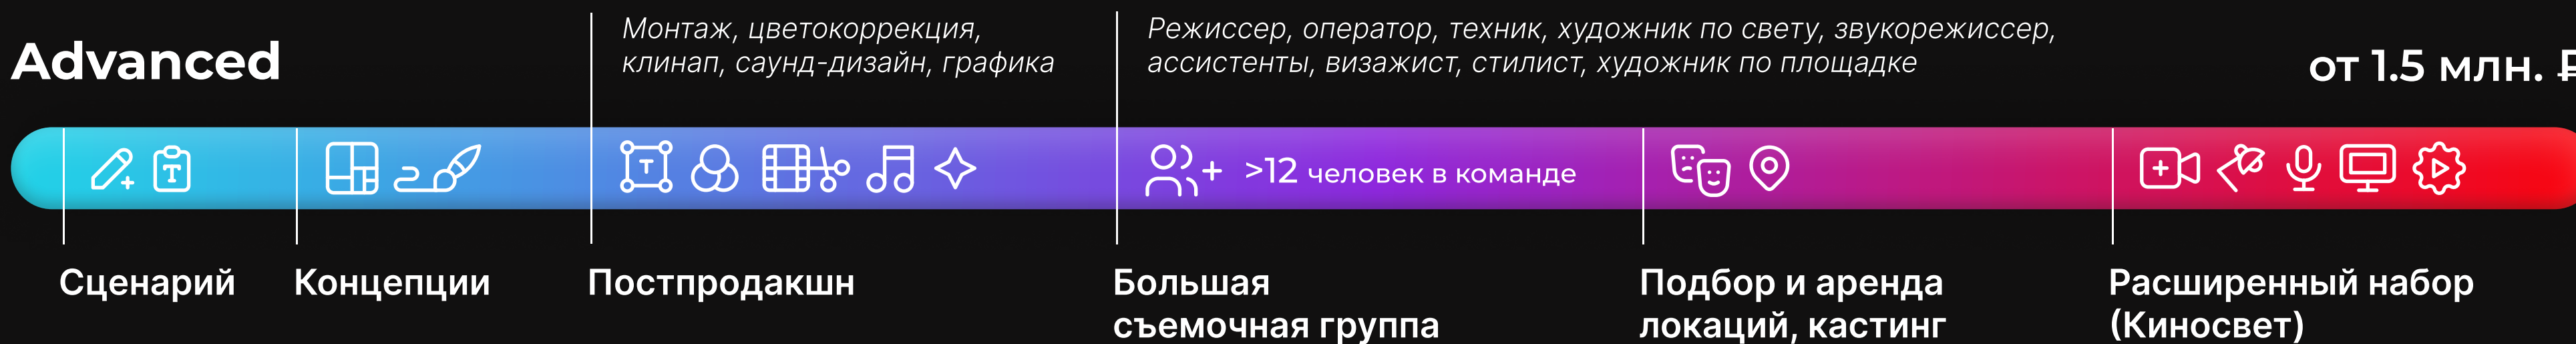 Advanced
Монтаж, цветокоррекция,
клинап, саунд-дизайн, графика
Режиссер, оператор, техник, художник по свету, звукорежиссер,
ассистенты, визажист, стилист, художник по площадке
от 1.5 млн. ₽
>12 человек в команде
Сценарий
Концепции
Постпродакшн
Большая
съемочная группа
Подбор и аренда
локаций, кастинг
Расширенный набор
(Киносвет)